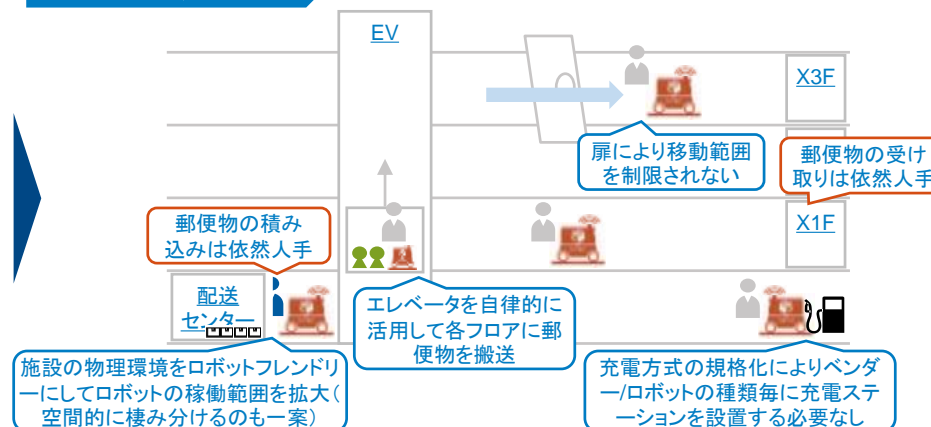 EV
X3F
扉により移動範囲
を制限されない
郵便物の受け
取りは依然人手
郵便物の積み
込みは依然人手
X1F
配送
センター
エレベータを自律的に
活用して各フロアに郵
便物を搬送
施設の物理環境をロボットフレンドリ
ーにしてロボットの稼働範囲を拡大(
空間的に棲み分けるのも一案)
充電方式の規格化によりベンダ
ー/ロボットの種類毎に充電ステ
ーションを設置する必要なし